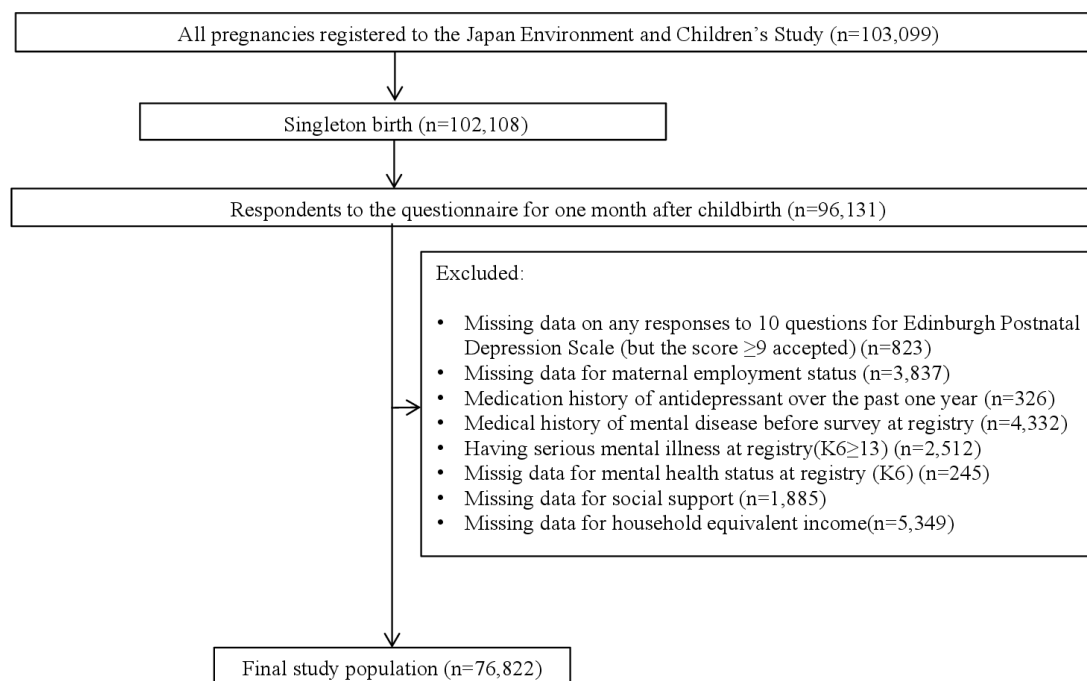 All pregnancies registered to the Japan Environment and Children’s Study (n=103,099)
Singleton birth (n=102,108)
Respondents to the questionnaire for one month after childbirth (n=96,131)
Excluded:
• Missing data on any responses to 10 questions for Edinburgh Postnatal
Depression Scale (but the score ≥9 accepted) (n=823)
• Missing data for maternal employment status (n=3,837)
• Medication history of antidepressant over the past one year (n=326)
• Medical history of mental disease before survey at registry (n=4,332)
• Having serious mental illness at registry(K6≥13) (n=2,512)
• Missig data for mental health status at registry (K6) (n=245)
• Missing data for social support (n=1,885)
• Missing data for household equivalent income(n=5,349)
Final study population (n=76,822)